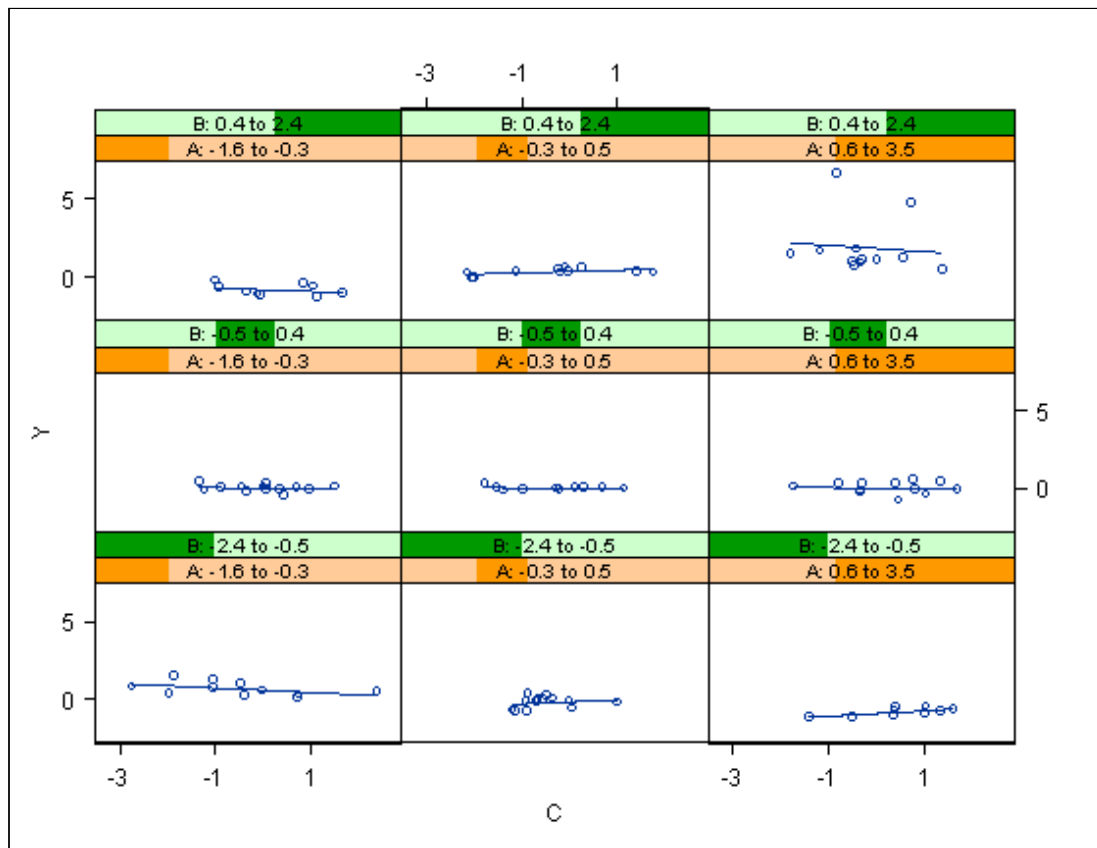 -3 -1 1
B: 0.4 to 2.4 B: 0.4 to 2.4 B: 0.4 to 2.4
A: -1.6 to -0.3 A: -0.3 to 0.5 A: 0.6 to 3.5
5
0
B: -0.5 to 0.4 B: -0.5 to 0.4 B: -0.5 to 0.4
A: -1.6 to -0.3 A: -0.3 to 0.5 A: 0.6 to 3.5
5
Y
0
B: -2.4 to -0.5 B: -2.4 to -0.5 B: -2.4 to -0.5
A: -1.6 to -0.3 A: -0.3 to 0.5 A: 0.6 to 3.5
5
0
-3 -1 1 -3 -1 1
C